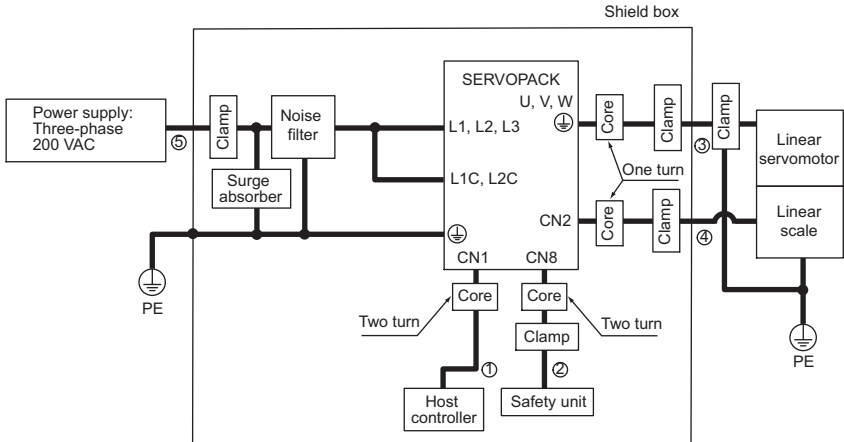 Shield box
SERVOPACK
U, V, W
Power supply:
Three-phase
200 VAC
⑤
Clamp
Noise
filter
L1, L2, L3
Core
Clamp
③
Clamp
Linear
servomotor
One turn
L1C, L2C
Surge
absorber
CN2
Core
Clamp
④
Linear
scale
CN1
CN8
PE
Core
Core
Two turn
Two turn
Clamp
PE
①
②
Host
controller
Safety unit